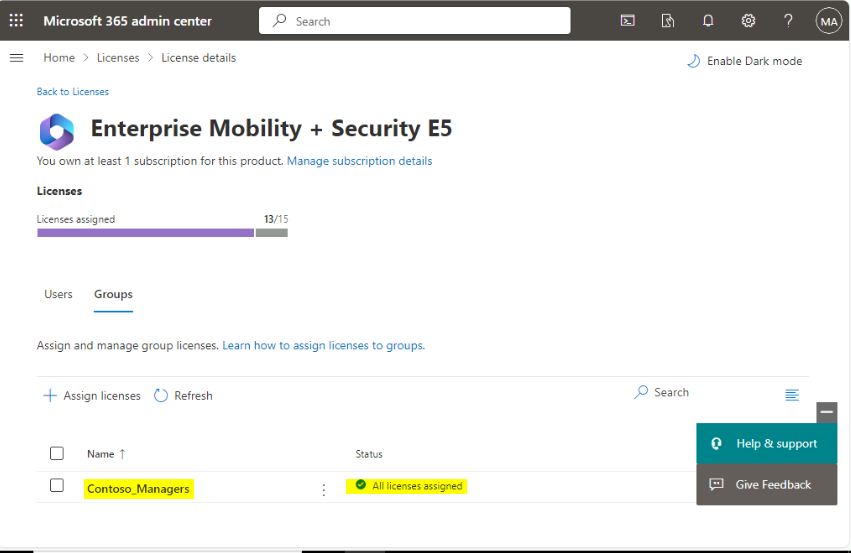 Microsoft 365 admin center
Search
?
MA
Home > Licenses > License details
Enable Dark mode
Back to Licenses
Enterprise Mobility + Security E5
You own at least 1 subscription for this product. Manage subscription details
Licenses
Licenses assigned 13/15
Users Groups
Assign and manage group licenses. Learn how to assign licenses to groups.
+ Assign licenses Refresh Search
Name ↑ Status
Contoso_Managers All licenses assigned
Help & support
Give Feedback